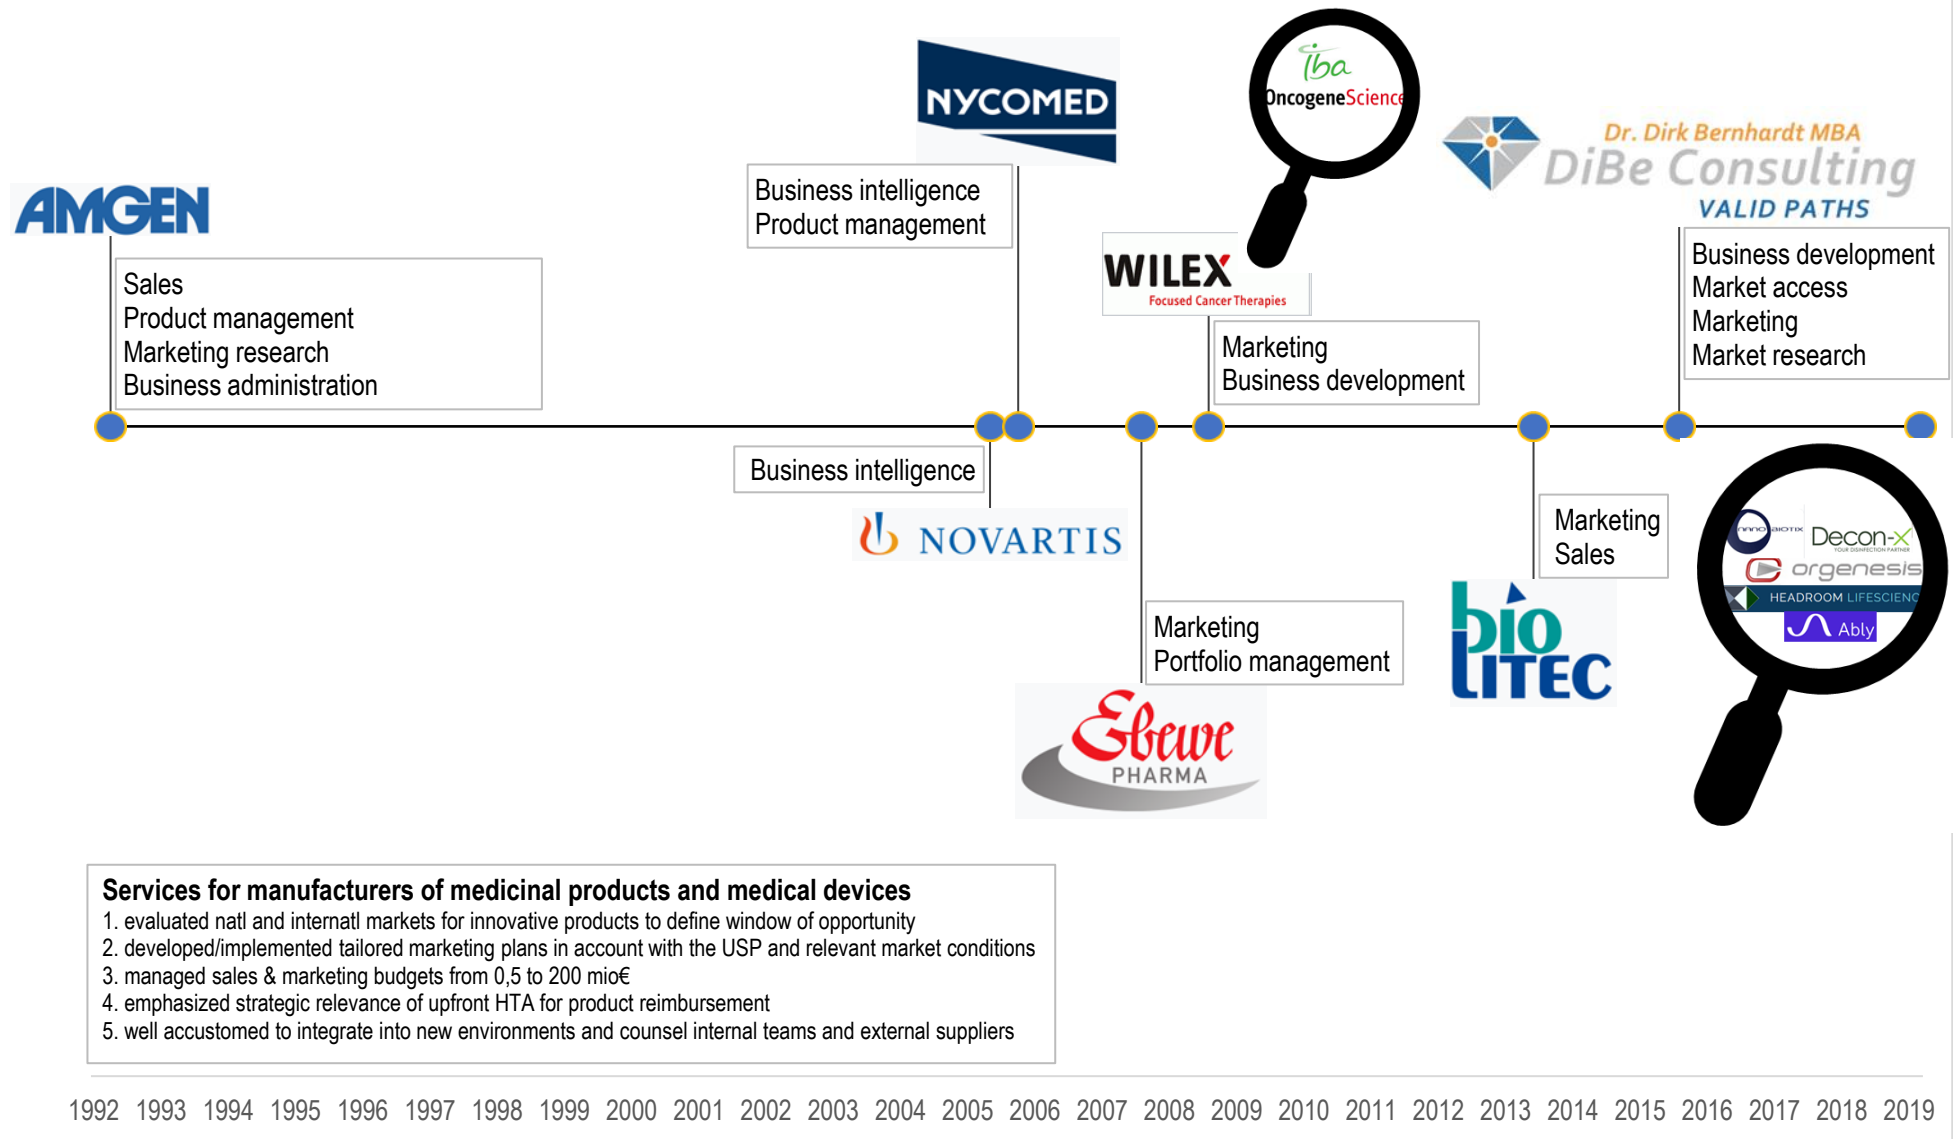 NYCOMED
iba
OncogeneScience
Dr. Dirk Bernhardt MBA
DiBe Consulting
VALID PATHS
AMGEN
Business intelligence
Product management
WILEX
Focused Cancer Therapies
Business development
Market access
Marketing
Market research
Sales
Product management
Marketing research
Business administration
Marketing
Business development
Business intelligence
NOVARTIS
Marketing
Sales
NANOBIOTIX
Decon-X
YOUR DISINFECTION PARTNER
orgenesis
HEADROOM LIFESCIENC
Ably
Marketing
Portfolio management
bio
LITEC
Ebewe
PHARMA
Services for manufacturers of medicinal products and medical devices
1. evaluated natl and internatl markets for innovative products to define window of opportunity
2. developed/implemented tailored marketing plans in account with the USP and relevant market conditions
3. managed sales & marketing budgets from 0,5 to 200 mio€
4. emphasized strategic relevance of upfront HTA for product reimbursement
5. well accustomed to integrate into new environments and counsel internal teams and external suppliers
1992 1993 1994 1995 1996 1997 1998 1999 2000 2001 2002 2003 2004 2005 2006 2007 2008 2009 2010 2011 2012 2013 2014 2015 2016 2017 2018 2019